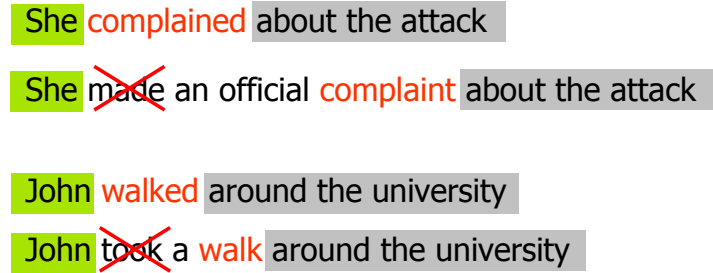 She complained about the attack
She made an official complaint about the attack
John walked around the university
John took a walk around the university